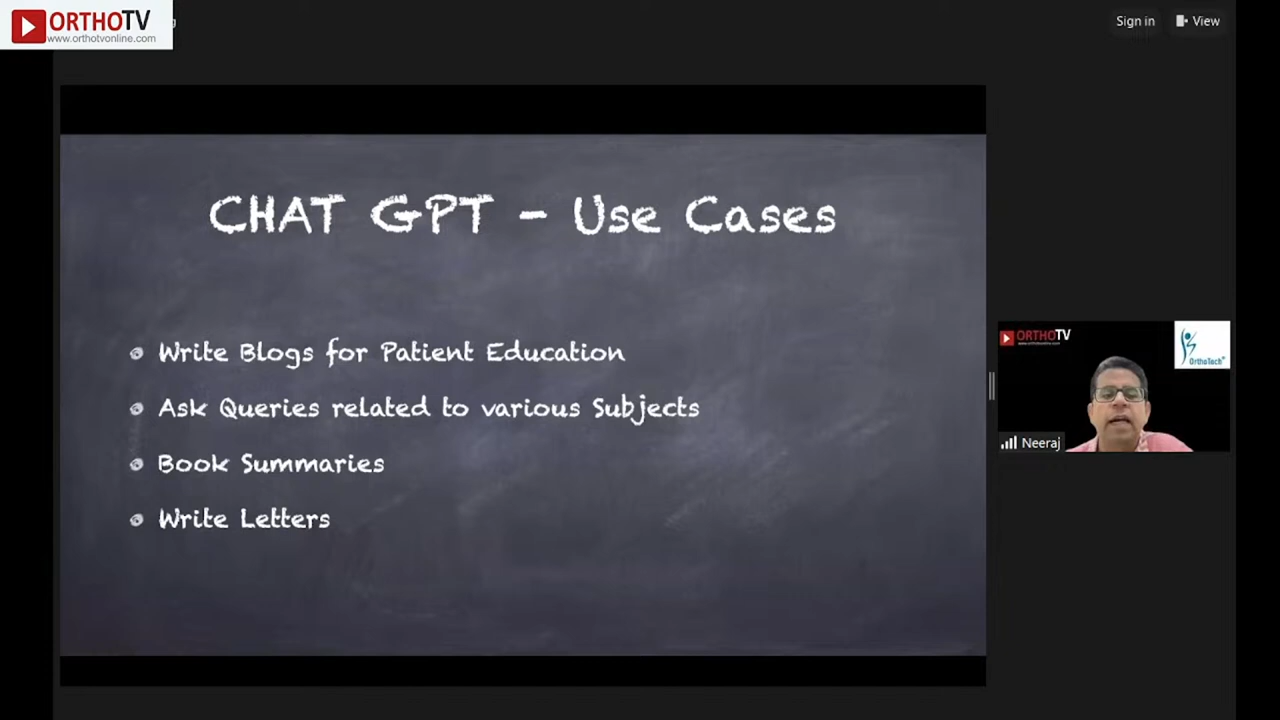 ORTHOTV
www.orthotvonline.com
Sign in
View
CHAT GPT - Use Cases
Write Blogs for Patient Education
Ask Queries related to various Subjects
Book Summaries
Write Letters
ORTHOTV
OrthoTech
Neeraj